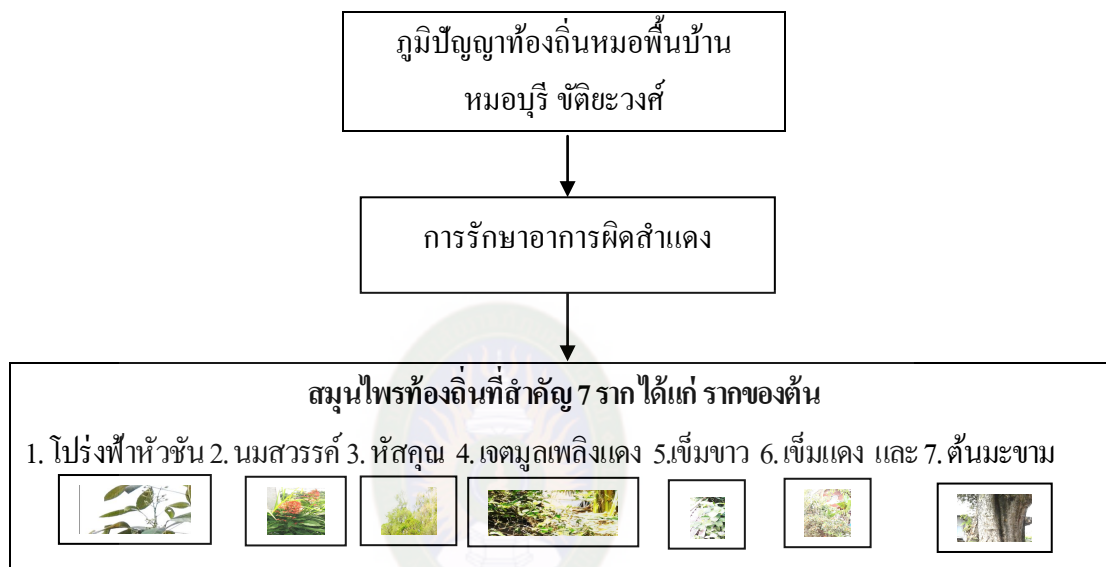 ภูมิปัญญาท้องถิ่นหมอพื้นบ้าน
หมอบุรี ขัติยะวงศ์
การรักษาอาการผิดสำแดง
สมุนไพรท้องถิ่นที่สำคัญ 7 ราก ได้แก่ รากของต้น
1. โปร่งฟ้าหัวชัน 2. นมสวรรค์ 3. หัสคุณ 4. เจตมูลเพลิงแดง 5.เข็มขาว 6. เข็มแดง และ 7. ต้นมะขาม